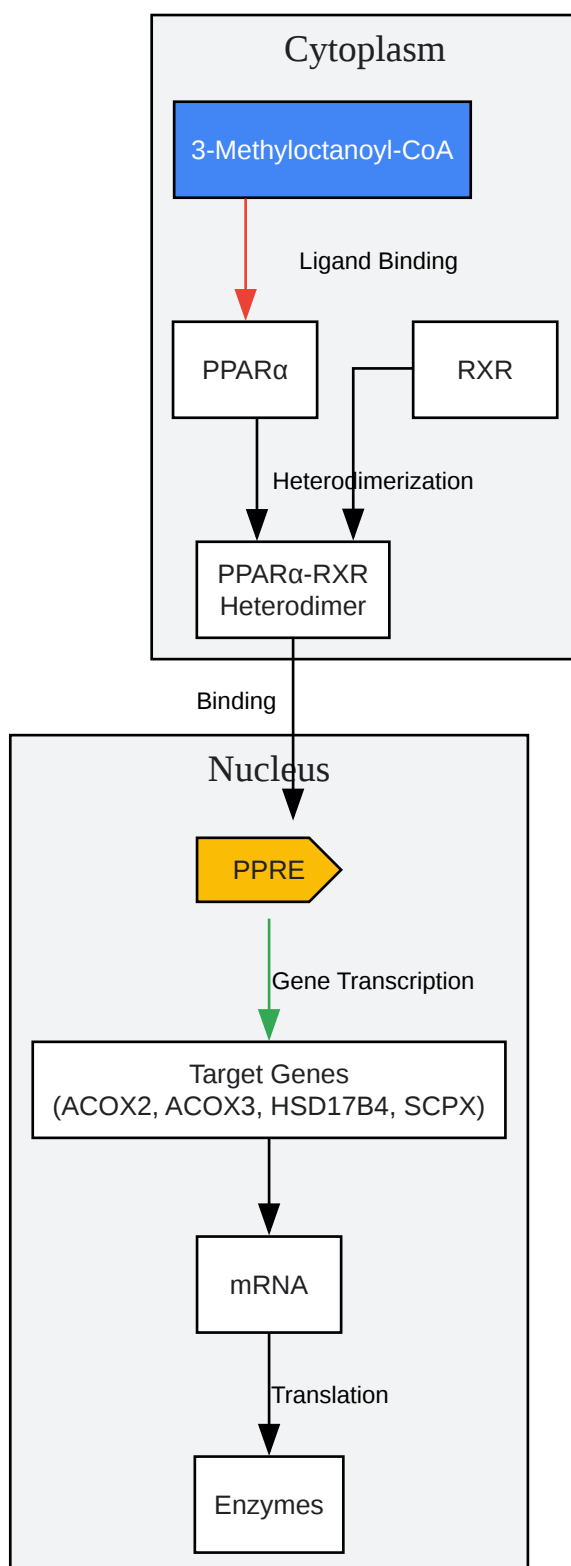 Cytoplasm
3-Methyloctanoyl-CoA
Ligand Binding
PPARα
RXR
Heterodimerization
PPARα-RXR
Heterodimer
Binding
Nucleus
PPRE
Gene Transcription
Target Genes
(ACOX2, ACOX3, HSD17B4, SCPX)
mRNA
Translation
Enzymes